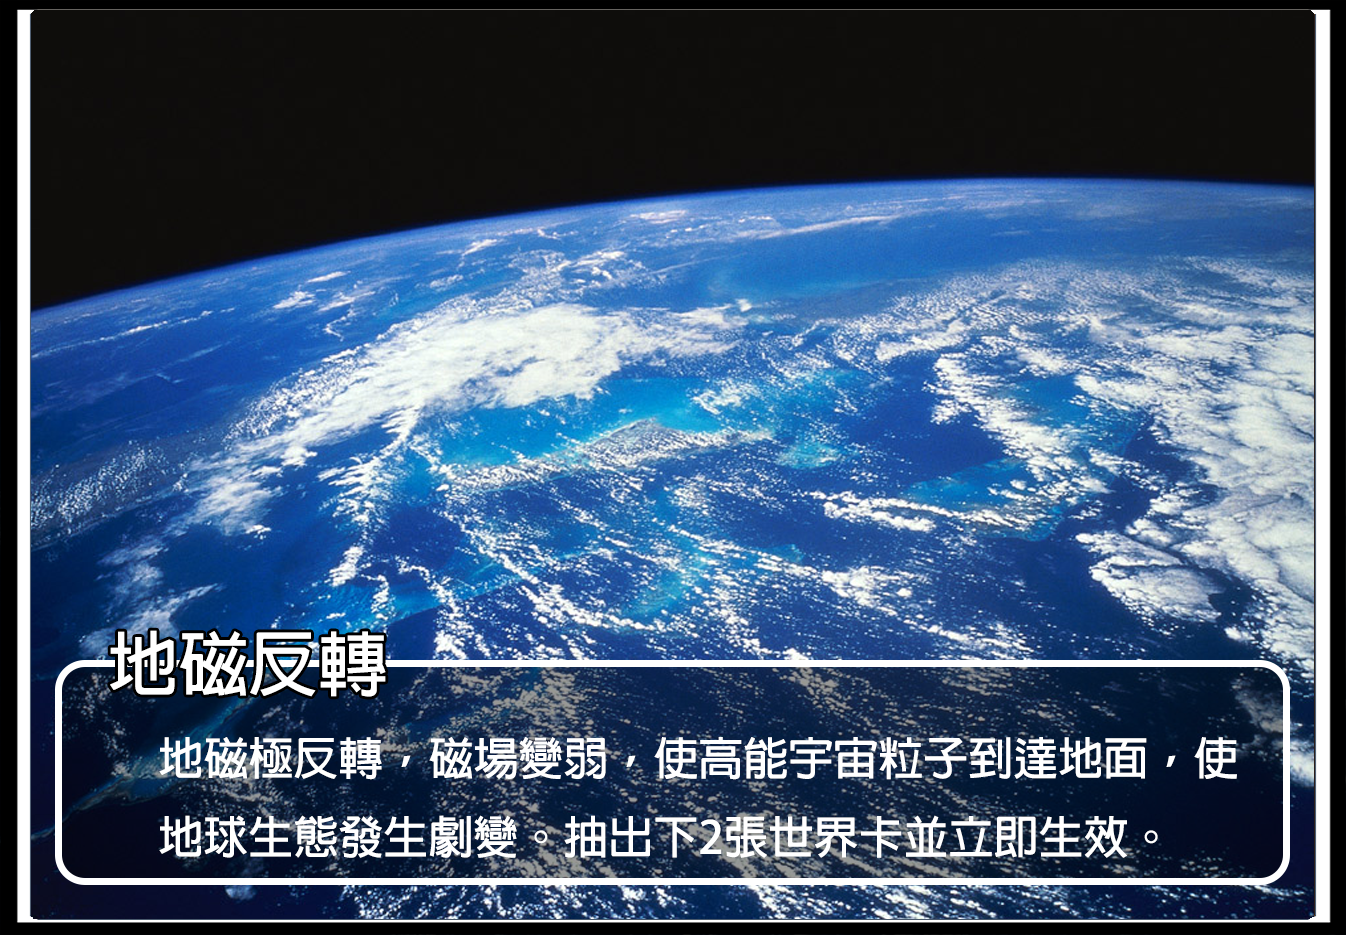 地磁反轉
地磁極反轉，磁場變弱，使高能宇宙粒子到達地面，使
地球生態發生劇變。抽出下2張世界卡並立即生效。